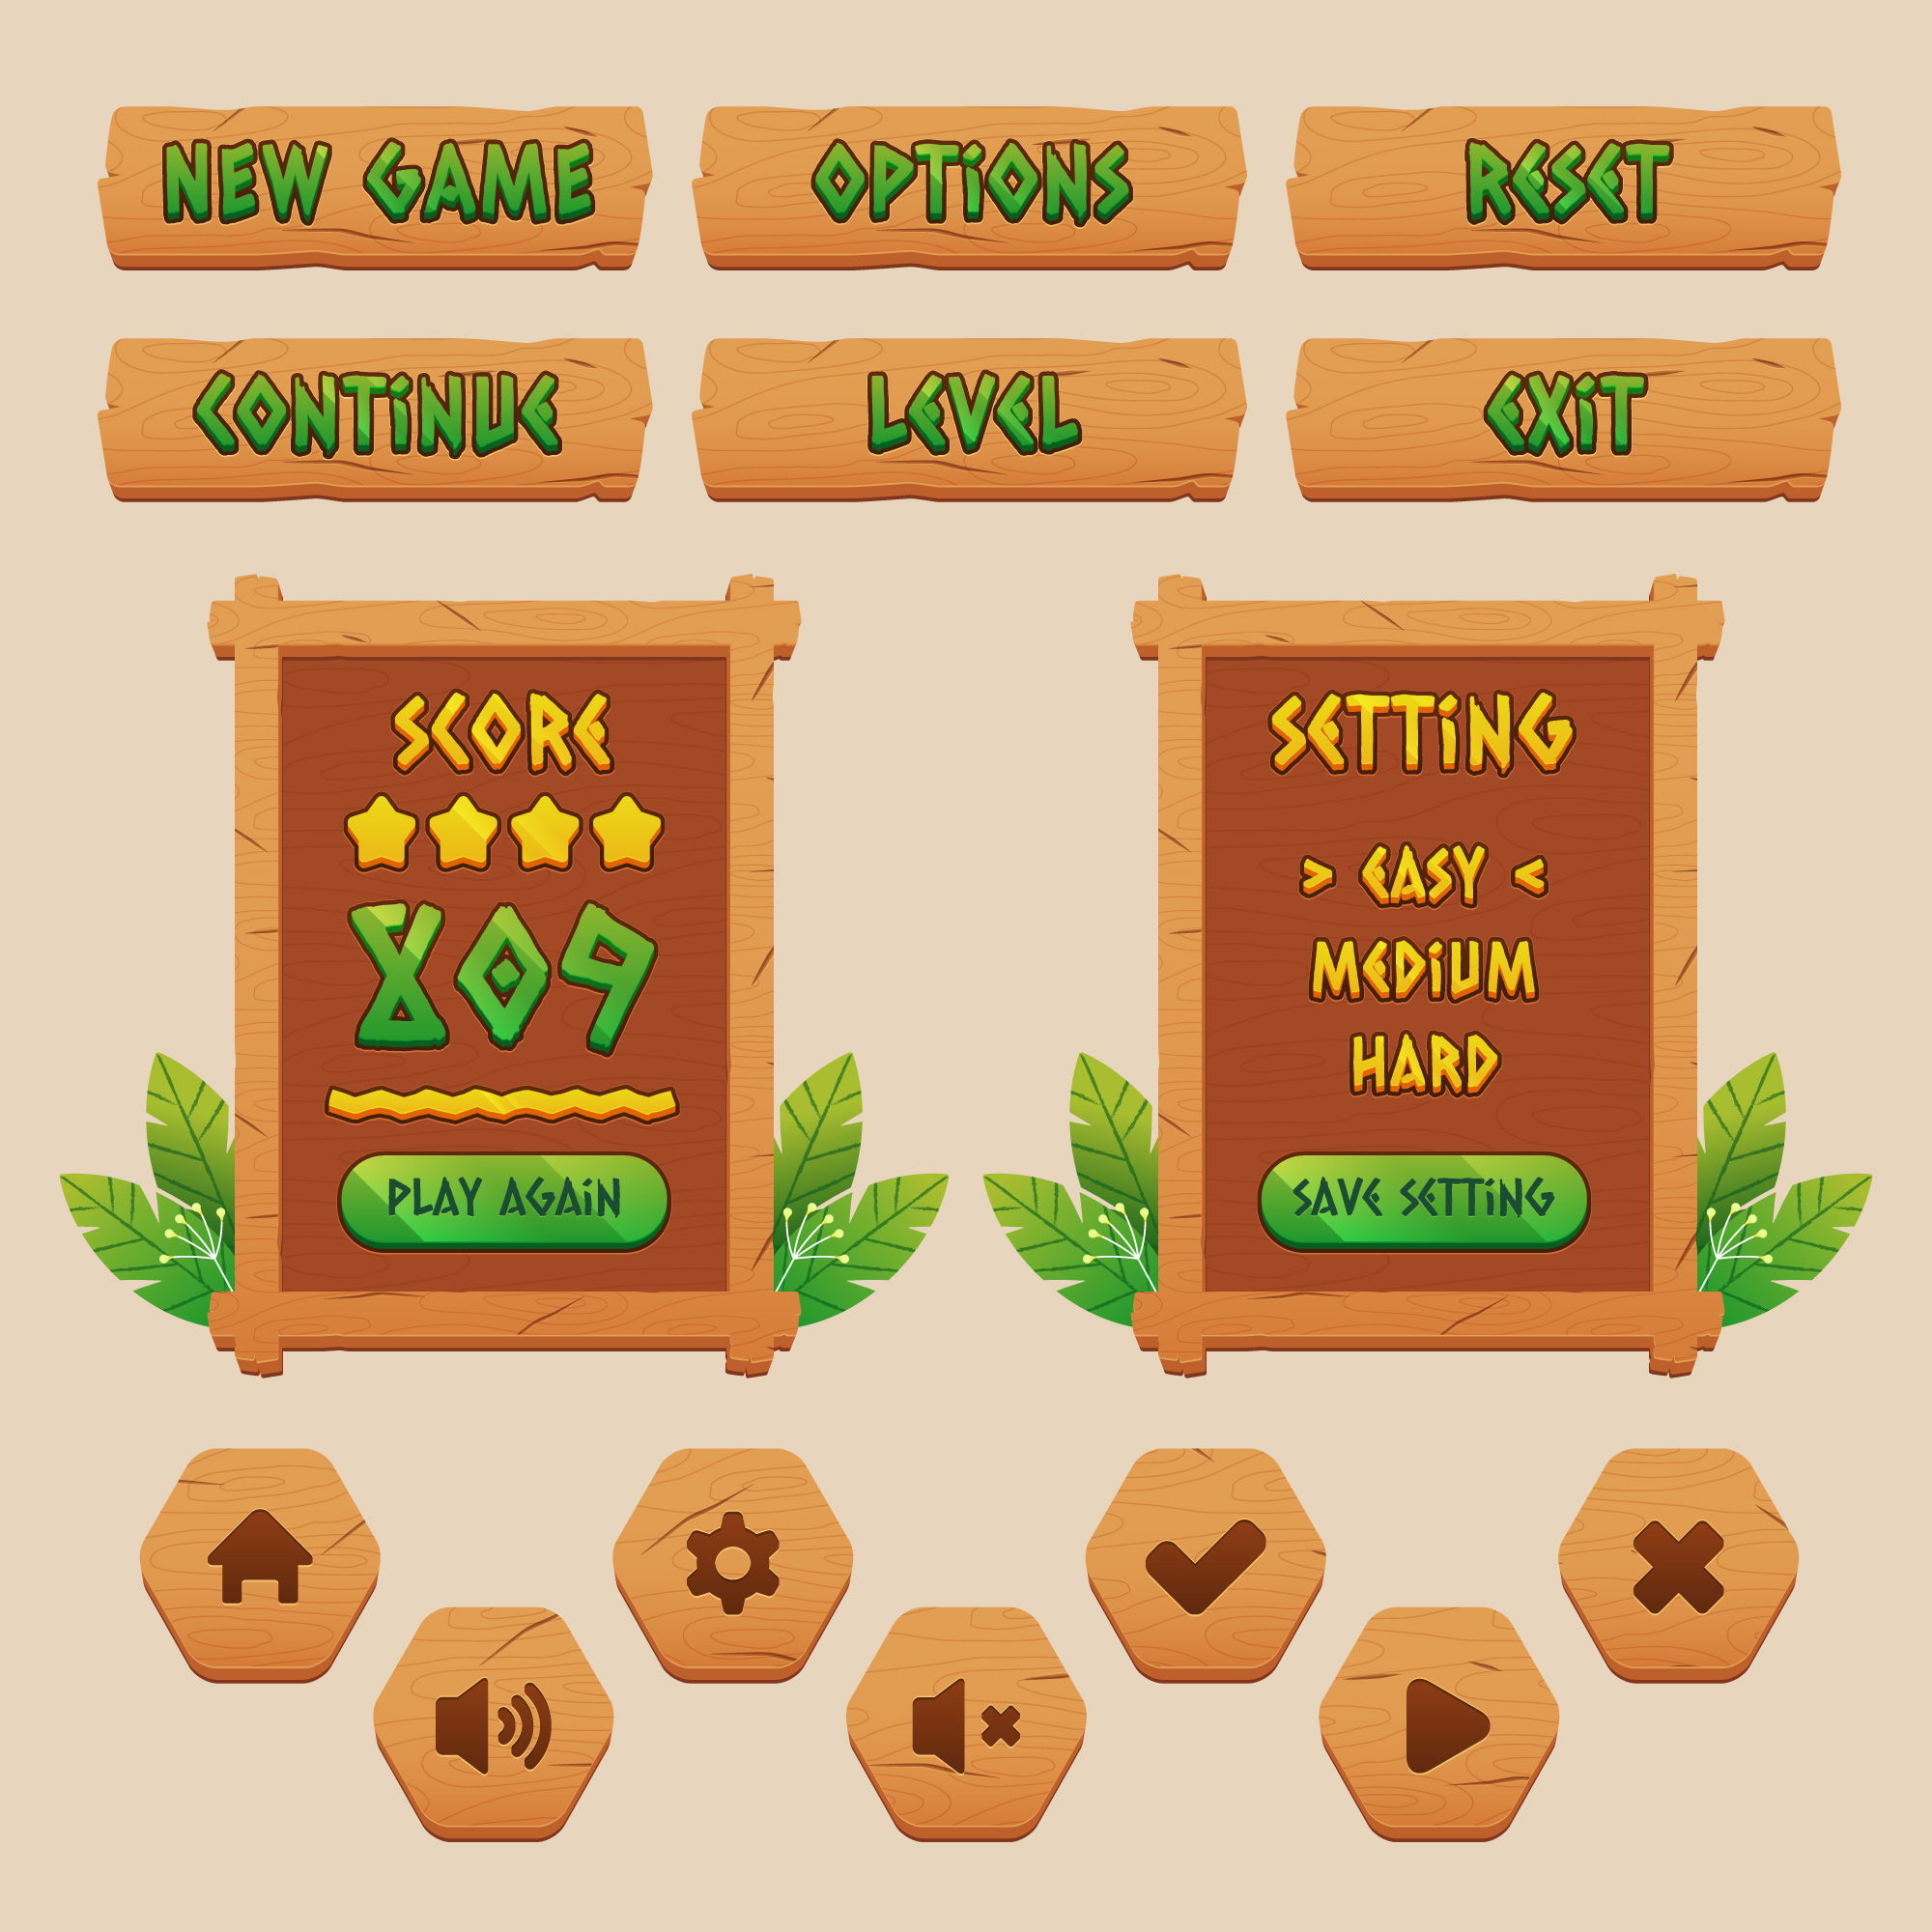 NEW GAME
OPTIONS
RESET
CONTINUE
LEVEL
EXIT
SCORE
809
PLAY AGAIN
SETTING
> EASY <
MEDIUM
HARD
SAVE SETTING